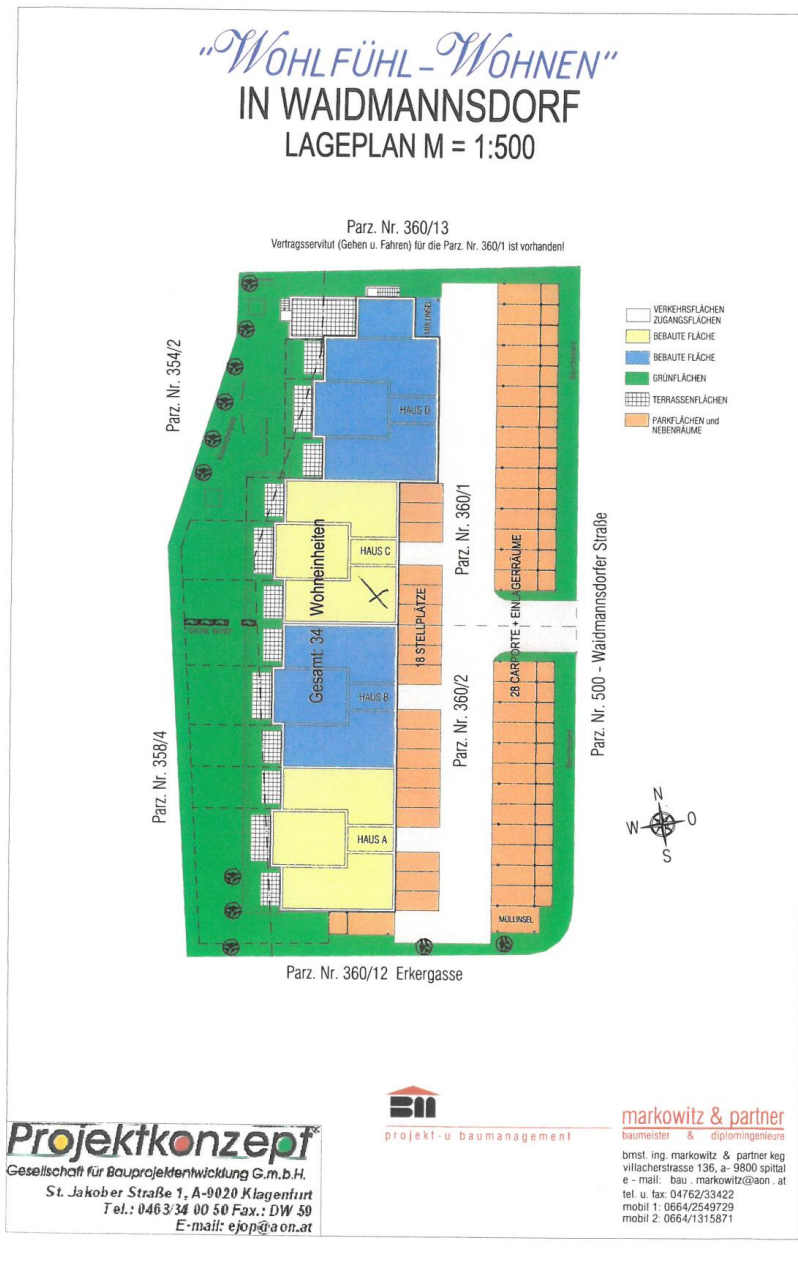 "WOHLFÜHL-WOHNEN"
IN WAIDMANNSDORF
LAGEPLAN M = 1:500
Parz. Nr. 360/13
Vertragsservitut (Gehen u. Fahren) für die Parz. Nr. 360/1 ist vorhanden!
VERKEHRSFLÄCHEN
ZUGANGSFLÄCHEN
BEBAUTE FLÄCHE
BEBAUTE FLÄCHE
GRÜNFLÄCHEN
TERRASSENFLÄCHEN
PARKFLÄCHEN und
NEBENRÄUME
Parz. Nr. 354/2
MÜLLINSEL
HAUS D
HAUS C
Gesamt: 34 Wohneinheiten
18 STELLPLÄTZE
Parz. Nr. 360/1
28 CARPORTE + EINLAGERRÄUME
Parz. Nr. 500 - Waidmannsdorfer Straße
Parz. Nr. 360/2
HAUS B
Parz. Nr. 358/4
HAUS A
MÜLLINSEL
N
W
O
S
Parz. Nr. 360/12 Erkergasse
Projektkonzept
Gesellschaft für Bauprojektentwicklung G.m.b.H.
St. Jakober Straße 1, A-9020 Klagenfurt
Tel.: 0463/34 00 50 Fax.: DW 59
E-mail: ejop@aon.at
BM
projekt-u baumanagement
markowitz & partner
baumeister & diplomingenieure
bmst. ing. markowitz & partner keg
villacherstrasse 136, a- 9800 spittal
e - mail: bau . markowitz@aon . at
tel. u. fax: 04762/33422
mobil 1: 0664/2549729
mobil 2: 0664/1315871